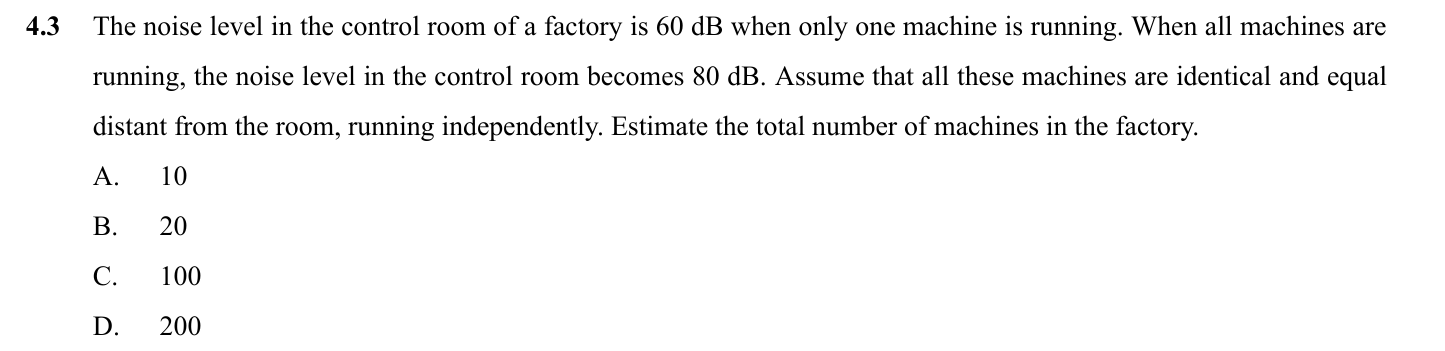 4.3 The noise level in the control room of a factory is 60 dB when only one machine is running. When all machines are
running, the noise level in the control room becomes 80 dB. Assume that all these machines are identical and equal
distant from the room, running independently. Estimate the total number of machines in the factory.
A. 10
B. 20
C. 100
D. 200